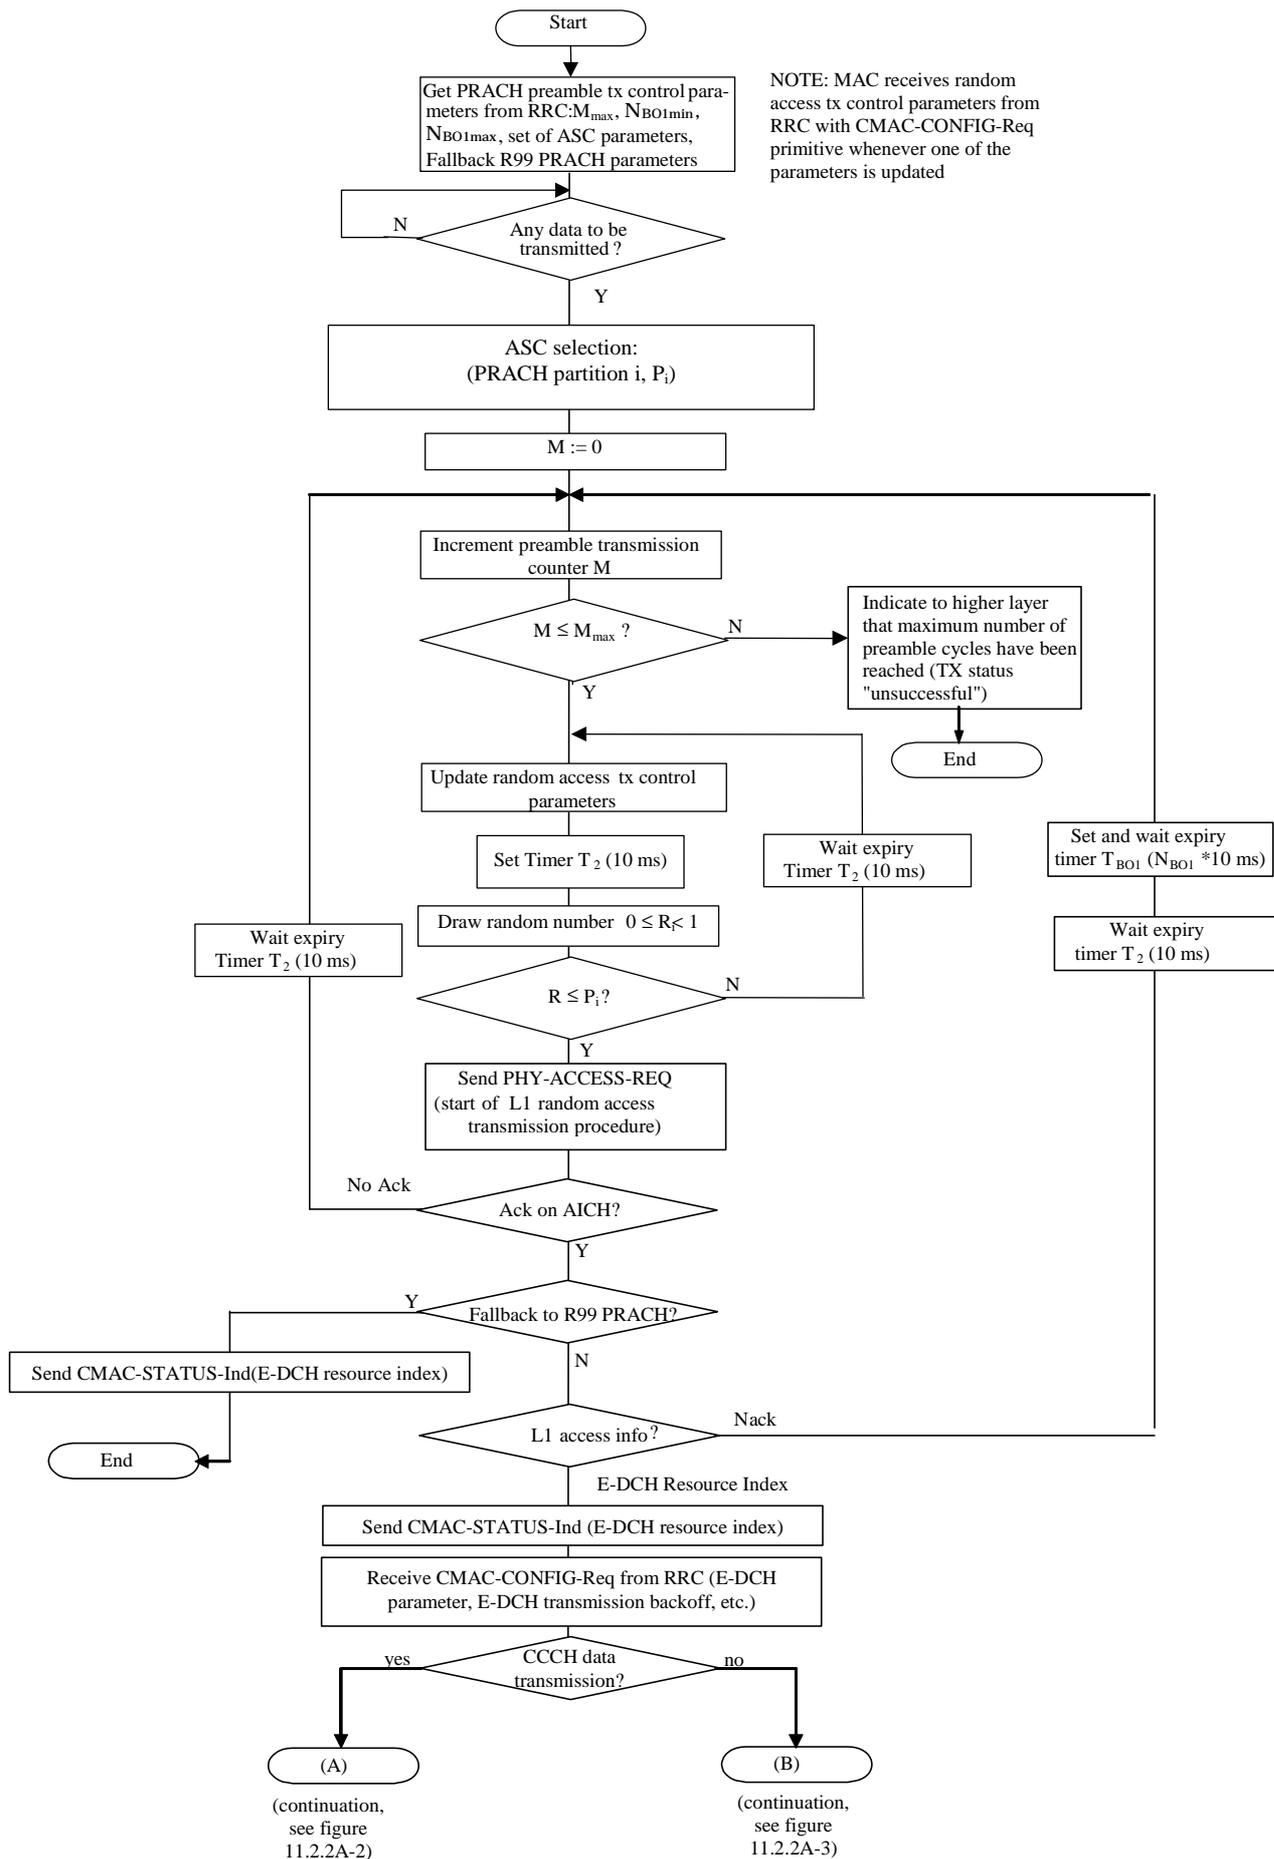 Start
Get PRACH preamble tx control para-
meters from RRC:Mmax, NBO1min,
NBO1max, set of ASC parameters,
Fallback R99 PRACH parameters
NOTE: MAC receives random
access tx control parameters from
RRC with CMAC-CONFIG-Req
primitive whenever one of the
parameters is updated
N
Any data to be
transmitted ?
Y
ASC selection:
(PRACH partition i, Pi)
M := 0
Increment preamble transmission
counter M
M ≤ Mmax ?
N
Y
Indicate to higher layer
that maximum number of
preamble cycles have been
reached (TX status
"unsuccessful")
End
Update random access tx control
parameters
Set Timer T2 (10 ms)
Wait expiry
Timer T2 (10 ms)
Set and wait expiry
timer TBO1 (NBO1 *10 ms)
Draw random number 0 ≤ Ri< 1
Wait expiry
Timer T2 (10 ms)
Wait expiry
timer T2 (10 ms)
R ≤ Pi?
N
Y
Send PHY-ACCESS-REQ
(start of L1 random access
transmission procedure)
No Ack
Ack on AICH?
Y
Y
Fallback to R99 PRACH?
N
Send CMAC-STATUS-Ind(E-DCH resource index)
End
L1 access info?
Nack
E-DCH Resource Index
Send CMAC-STATUS-Ind (E-DCH resource index)
Receive CMAC-CONFIG-Req from RRC (E-DCH
parameter, E-DCH transmission backoff, etc.)
yes
CCCH data
transmission?
no
(A)
(continuation,
see figure
11.2.2A-2)
(B)
(continuation,
see figure
11.2.2A-3)